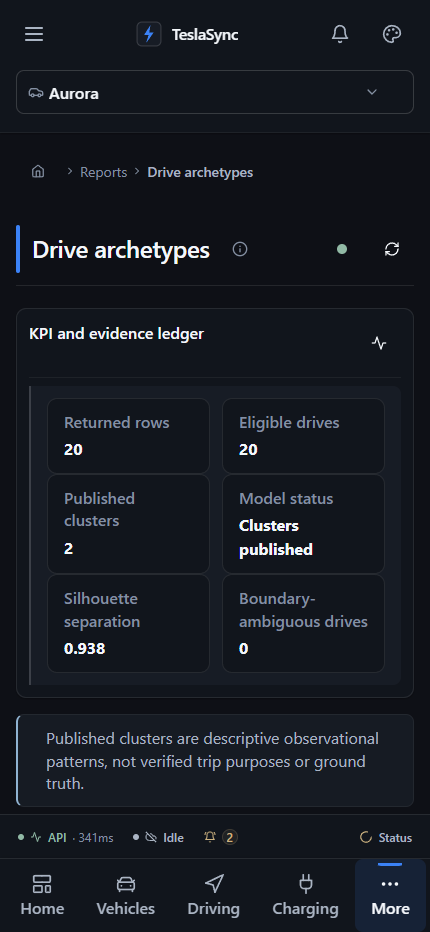 TeslaSync
Aurora
Reports
Drive archetypes
Drive archetypes
KPI and evidence ledger
Returned rows
20
Eligible drives
20
Published
clusters
2
Model status
Clusters
published
Silhouette
separation
0.938
Boundary-
ambiguous drives
0
Published clusters are descriptive observational
patterns, not verified trip purposes or ground
truth.
API · 341ms
Idle
2
Status
Home
Vehicles
Driving
Charging
More